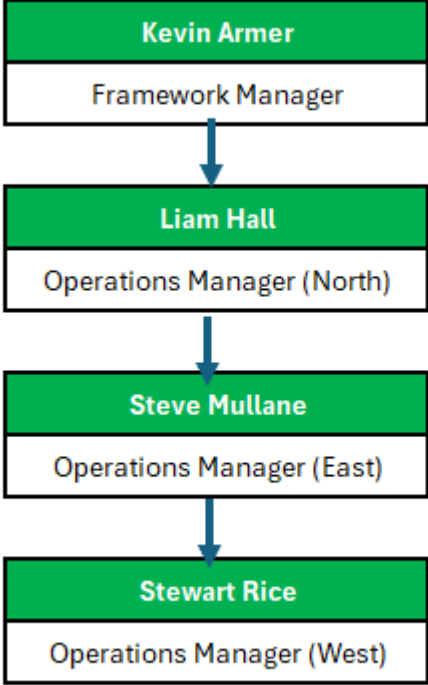 Kevin Armer
Framework Manager
Liam Hall
Operations Manager (North)
Steve Mullane
Operations Manager (East)
Stewart Rice
Operations Manager (West)